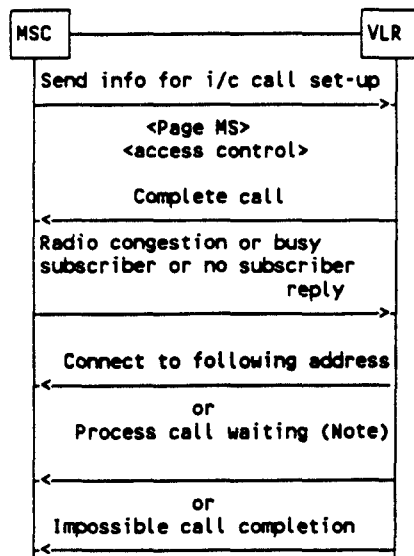 MSC VLR
Send info for i/c call set-up
<Page MS>
<access control>
Complete call
Radio congestion or busy
subscriber or no subscriber
reply
Connect to following address
or
Process call waiting (Note)
or
Impossible call completion